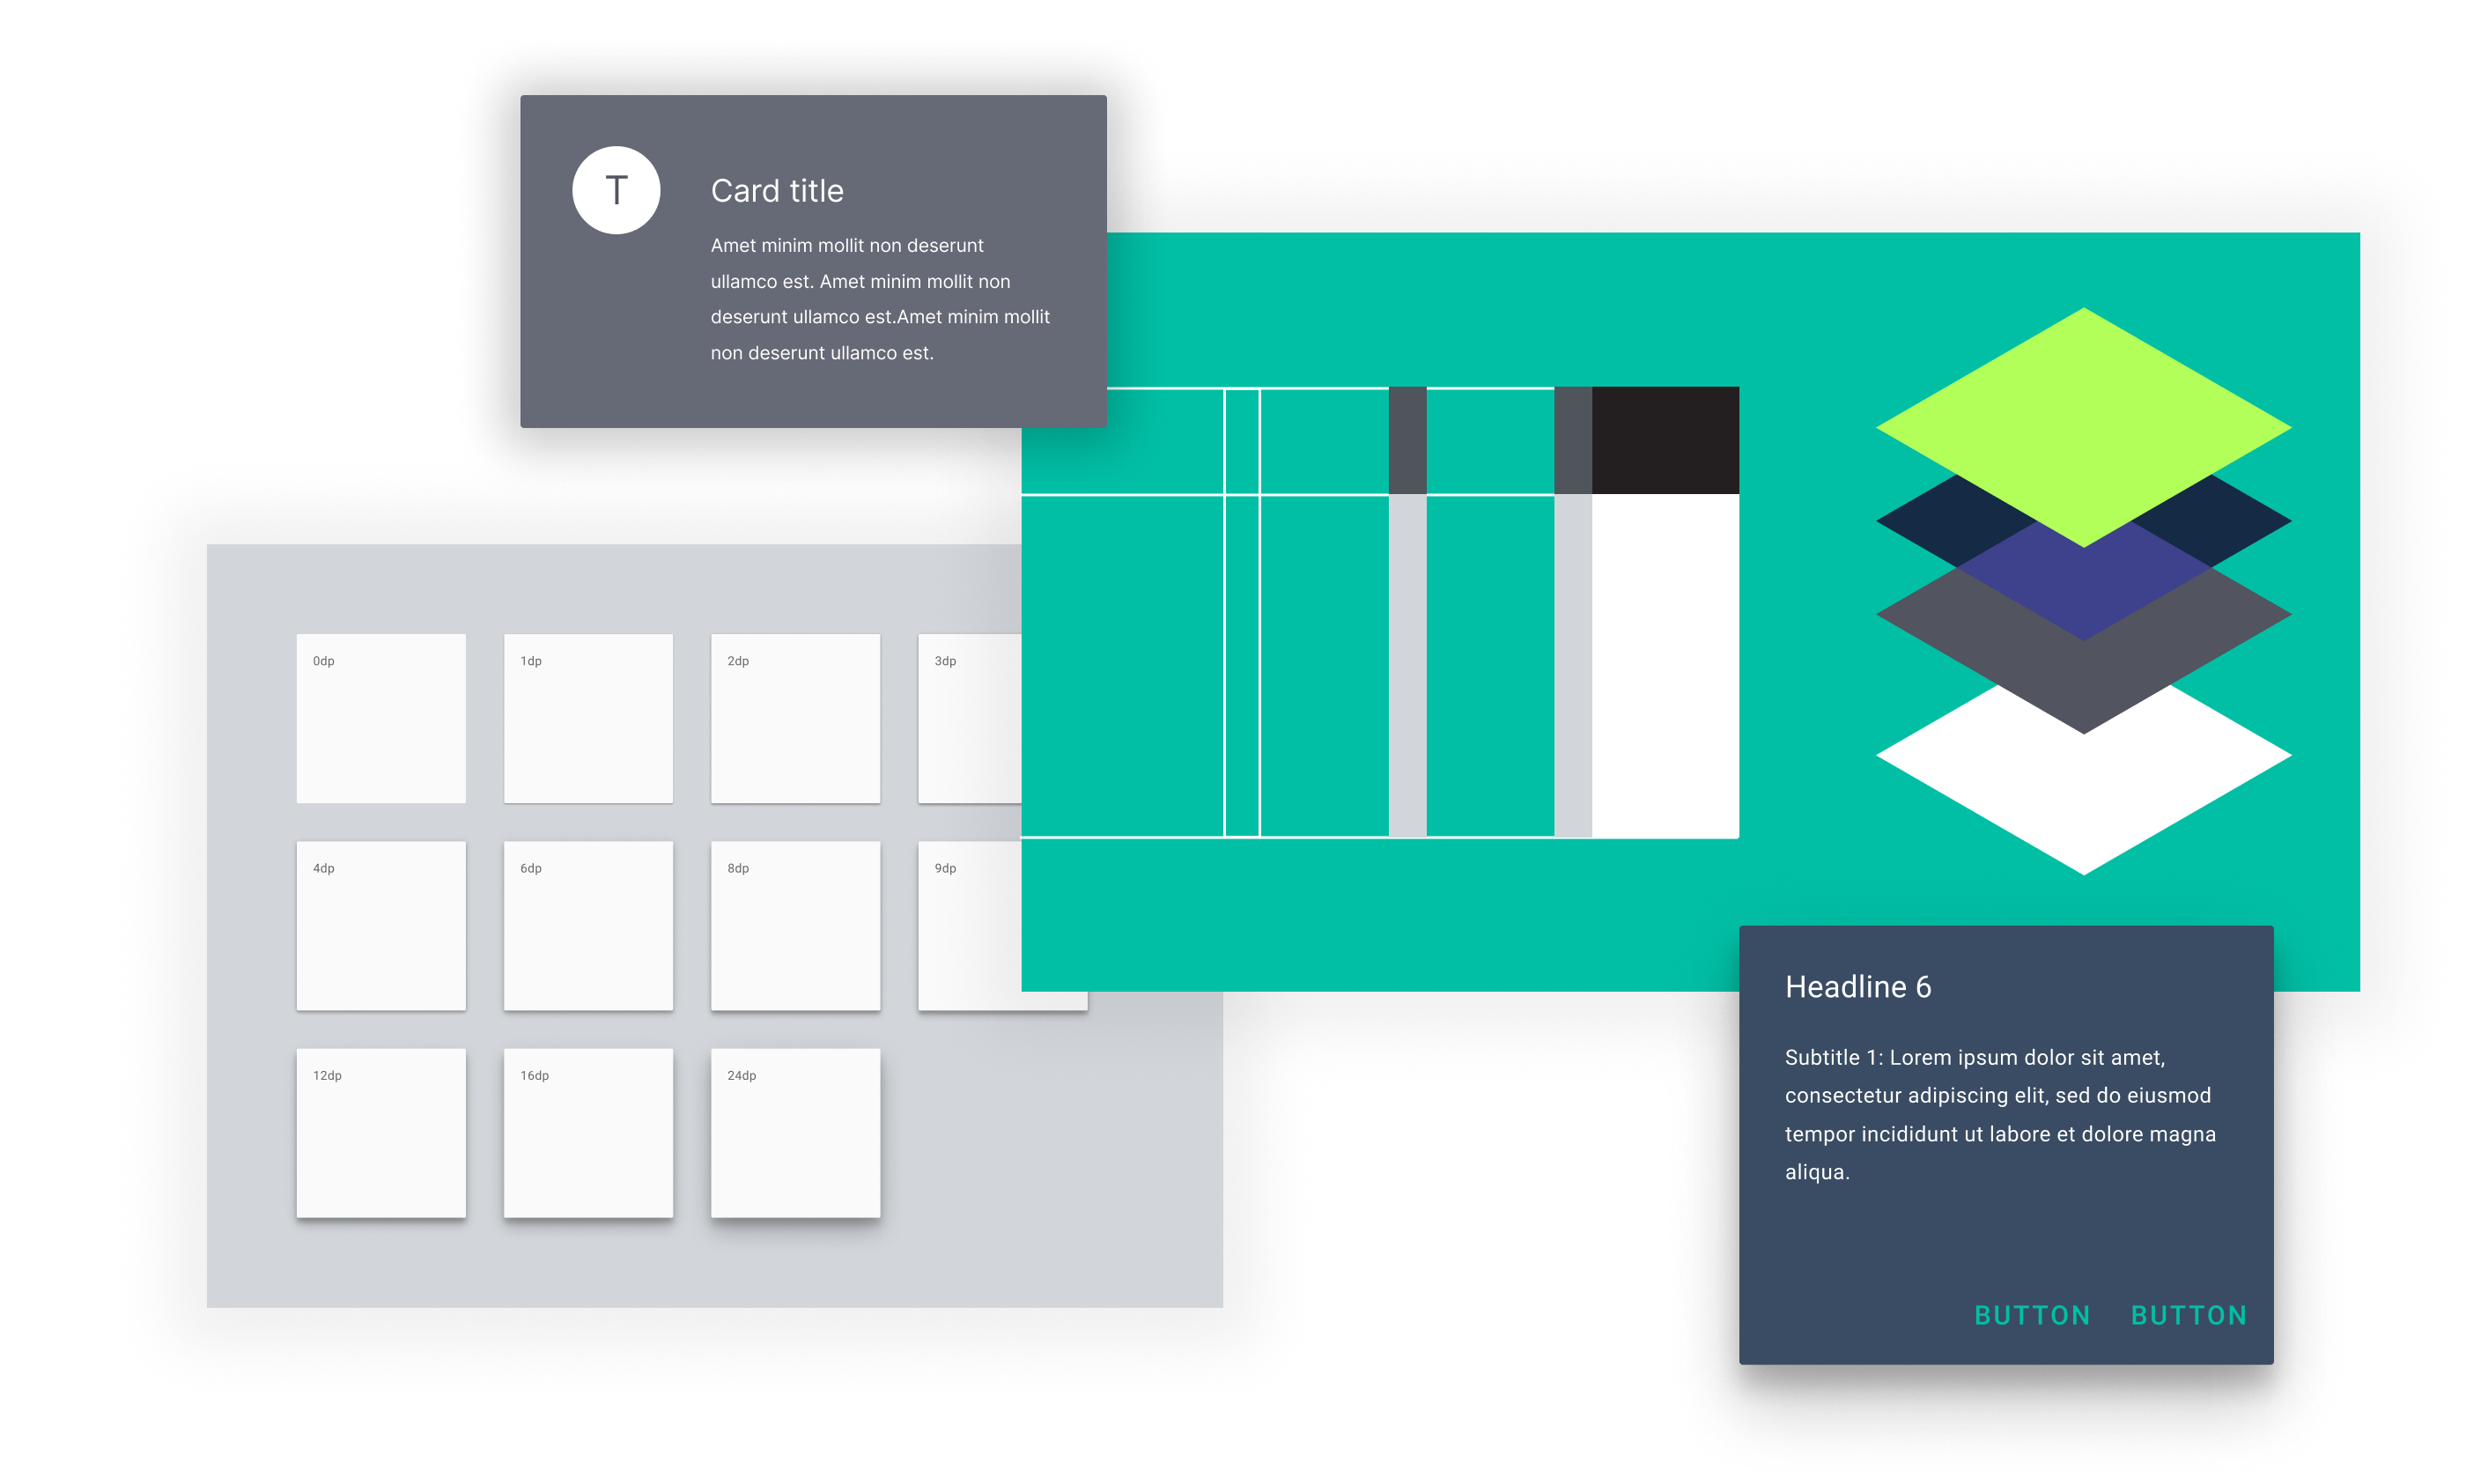 T
Card title
Amet minim mollit non deserunt
ullamco est. Amet minim mollit non
deserunt ullamco est.Amet minim mollit
non deserunt ullamco est.
0dp
1dp
2dp
3dp
4dp
6dp
8dp
9dp
12dp
16dp
24dp
Headline 6
Subtitle 1: Lorem ipsum dolor sit amet,
consectetur adipiscing elit, sed do eiusmod
tempor incididunt ut labore et dolore magna
aliqua.
BUTTON
BUTTON